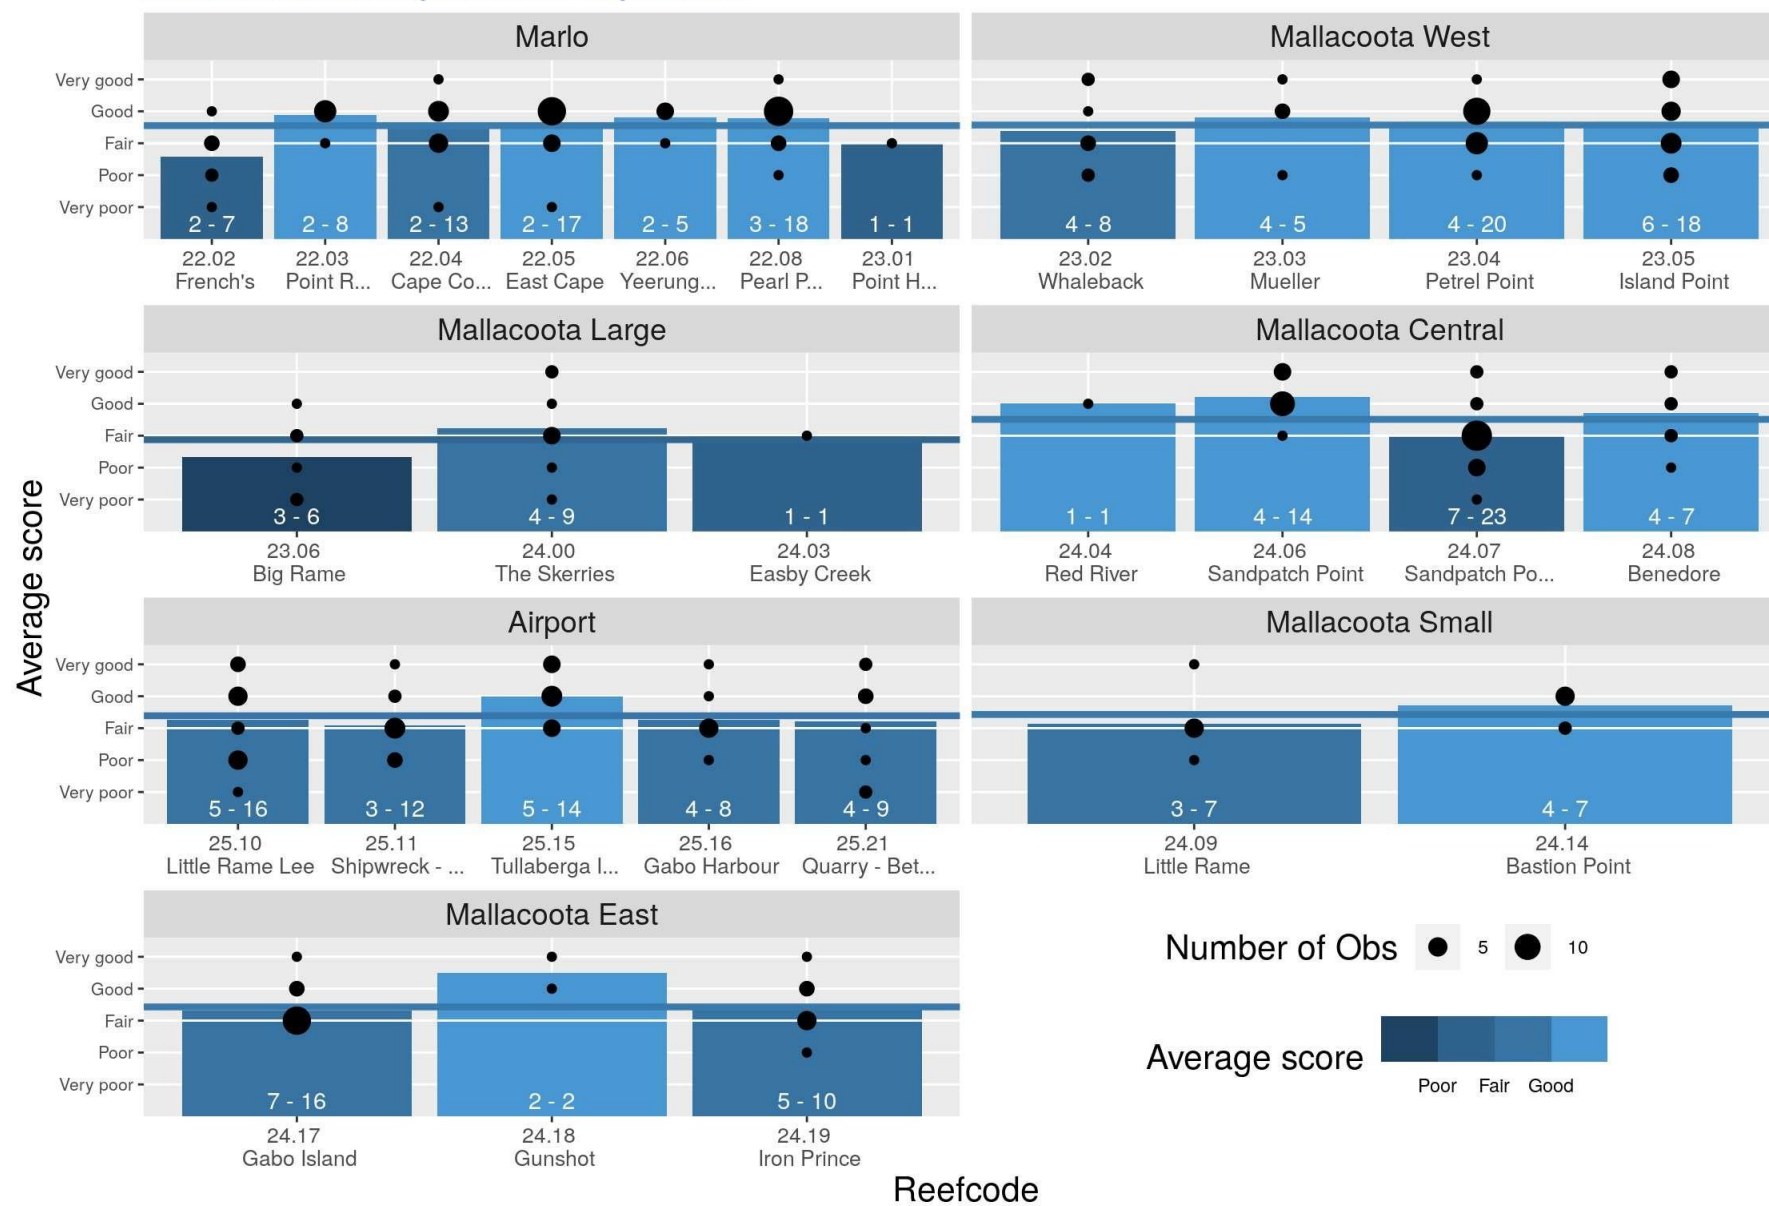 Marlo
Mallacoota West
Very good
Good
Fair
Poor
Very poor
2 - 7 2 - 8 2 - 13 2 - 17 2 - 5 3 - 18 1 - 1
4 - 8 4 - 5 4 - 20 6 - 18
22.02 22.03 22.04 22.05 22.06 22.08 23.01
French's Point R... Cape Co... East Cape Yeerung... Pearl P... Point H...
23.02 23.03 23.04 23.05
Whaleback Mueller Petrel Point Island Point
Mallacoota Large
Mallacoota Central
Very good
Good
Fair
Poor
Very poor
3 - 6 4 - 9 1 - 1
1 - 1 4 - 14 7 - 23 4 - 7
23.06 24.00 24.03
Big Rame The Skerries Easby Creek
24.04 24.06 24.07 24.08
Red River Sandpatch Point Sandpatch Po... Benedore
Average score
Airport
Mallacoota Small
Very good
Good
Fair
Poor
Very poor
5 - 16 3 - 12 5 - 14 4 - 8 4 - 9
3 - 7 4 - 7
25.10 25.11 25.15 25.16 25.21
Little Rame Lee Shipwreck - ... Tullaberga I... Gabo Harbour Quarry - Bet...
24.09 24.14
Little Rame Bastion Point
Mallacoota East
Very good
Good
Fair
Poor
Very poor
7 - 16 2 - 2 5 - 10
24.17 24.18 24.19
Gabo Island Gunshot Iron Prince
Number of Obs 5 10
Average score
Poor Fair Good
Reefcode